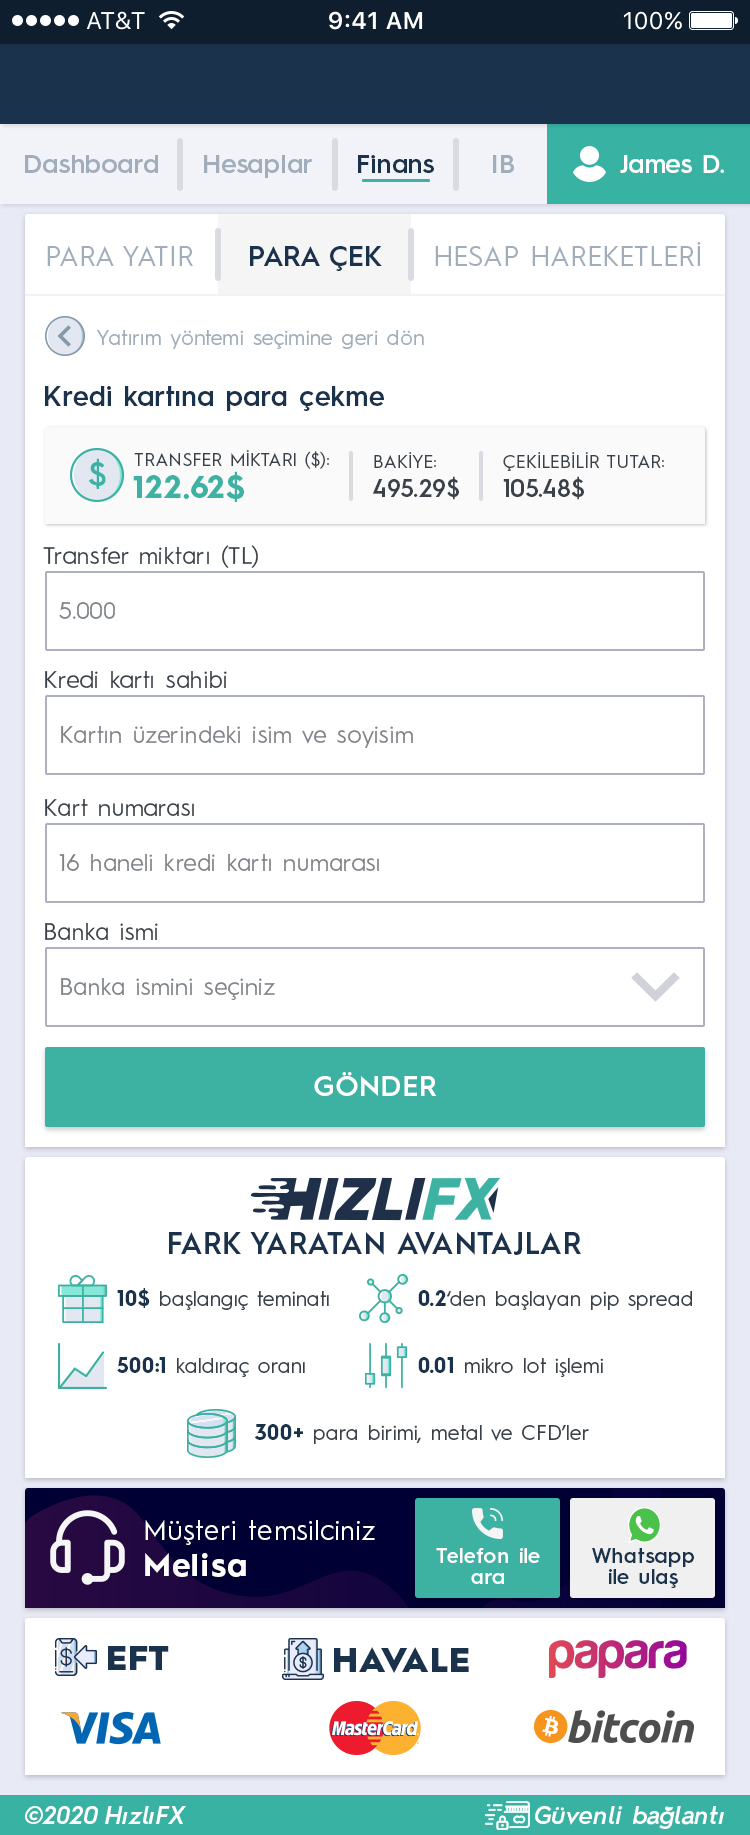 AT&T 9:41 AM 100%
Dashboard Hesaplar Finans IB James D.
PARA YATIR PARA ÇEK HESAP HAREKETLERİ
Yatırım yöntemi seçimine geri dön
Kredi kartına para çekme
TRANSFER MİKTARI ($): BAKİYE: ÇEKİLEBİLİR TUTAR:
$ 122.62$ 495.29$ 105.48$
Transfer miktarı (TL)
5.000
Kredi kartı sahibi
Kartın üzerindeki isim ve soyisim
Kart numarası
16 haneli kredi kartı numarası
Banka ismi
Banka ismini seçiniz
GÖNDER
HIZLIFX
FARK YARATAN AVANTAJLAR
10$ başlangıç teminatı 0.2'den başlayan pip spread
500:1 kaldıraç oranı 0.01 mikro lot işlemi
300+ para birimi, metal ve CFD'ler
Müşteri temsilciniz
Melisa
Telefon ile
ara
Whatsapp
ile ulaş
EFT HAVALE papara
VISA MasterCard bitcoin
©2020 HızlıFX Güvenli bağlantı